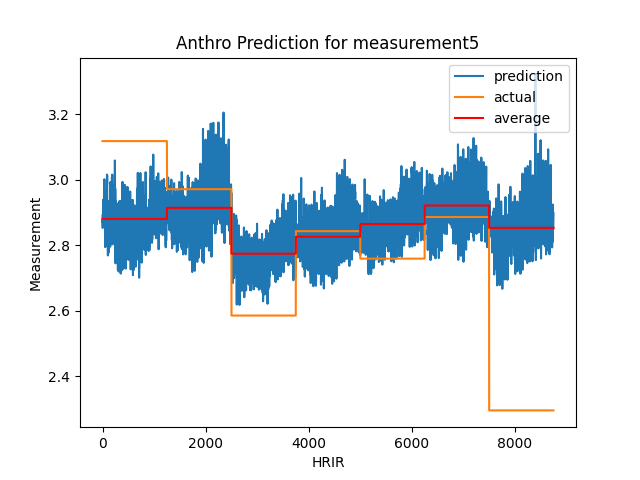 Anthro Prediction for measurement5
prediction
actual
average
Measurement
3.2
3.0
2.8
2.6
2.4
0
2000
4000
6000
8000
HRIR